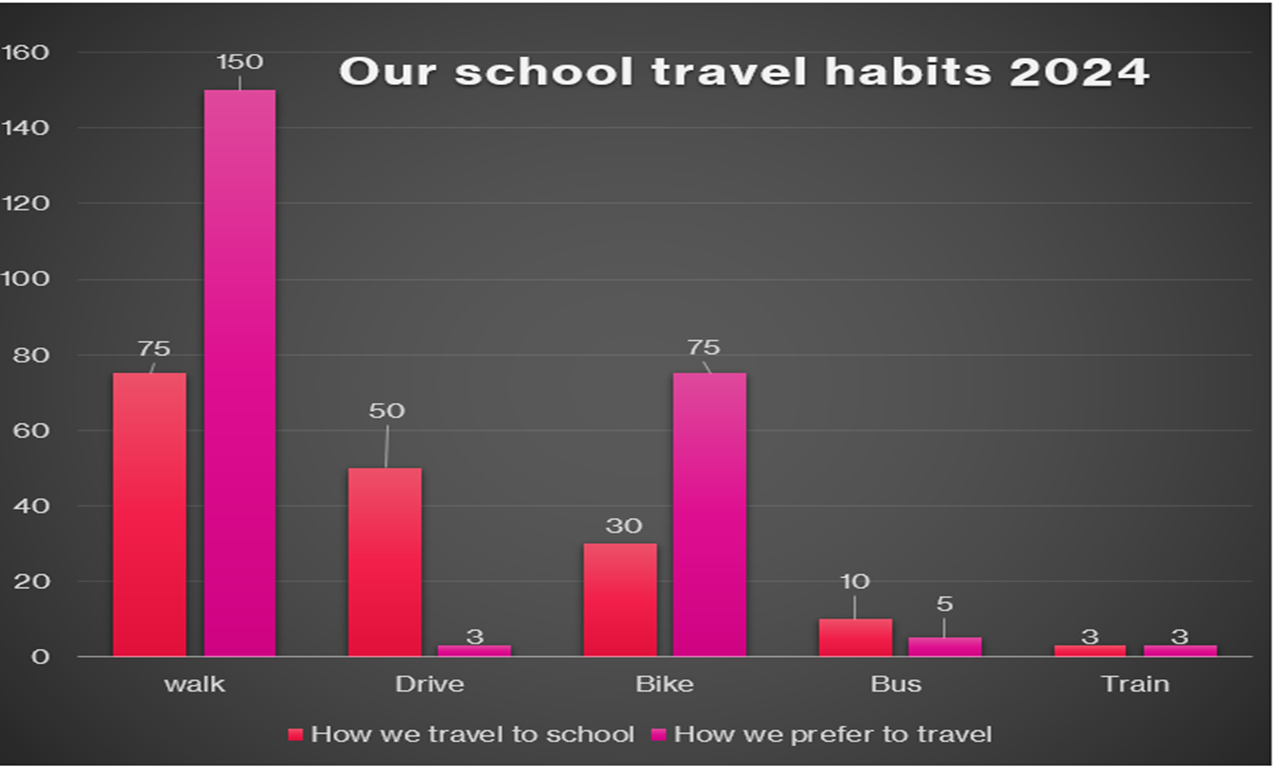 Our school travel habits 2024
160
140
120
100
80
60
40
20
0
75
150
50
3
30
75
10
5
3
3
walk
Drive
Bike
Bus
Train
How we travel to school
How we prefer to travel